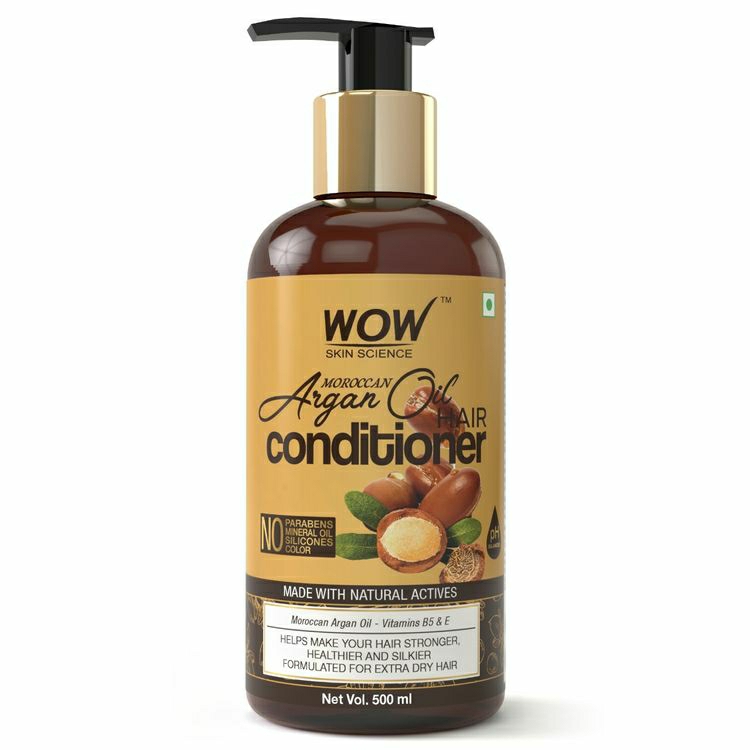 WOW™
SKIN SCIENCE
MOROCCAN
Argan Oil
HAIR
conditioner
NO
PARABENS
MINERAL OIL
SILICONES
COLOR
pH
MADE WITH NATURAL ACTIVES
Moroccan Argan Oil - Vitamins B5 & E
HELPS MAKE YOUR HAIR STRONGER,
HEALTHIER AND SILKIER
FORMULATED FOR EXTRA DRY HAIR
Net Vol. 500 ml